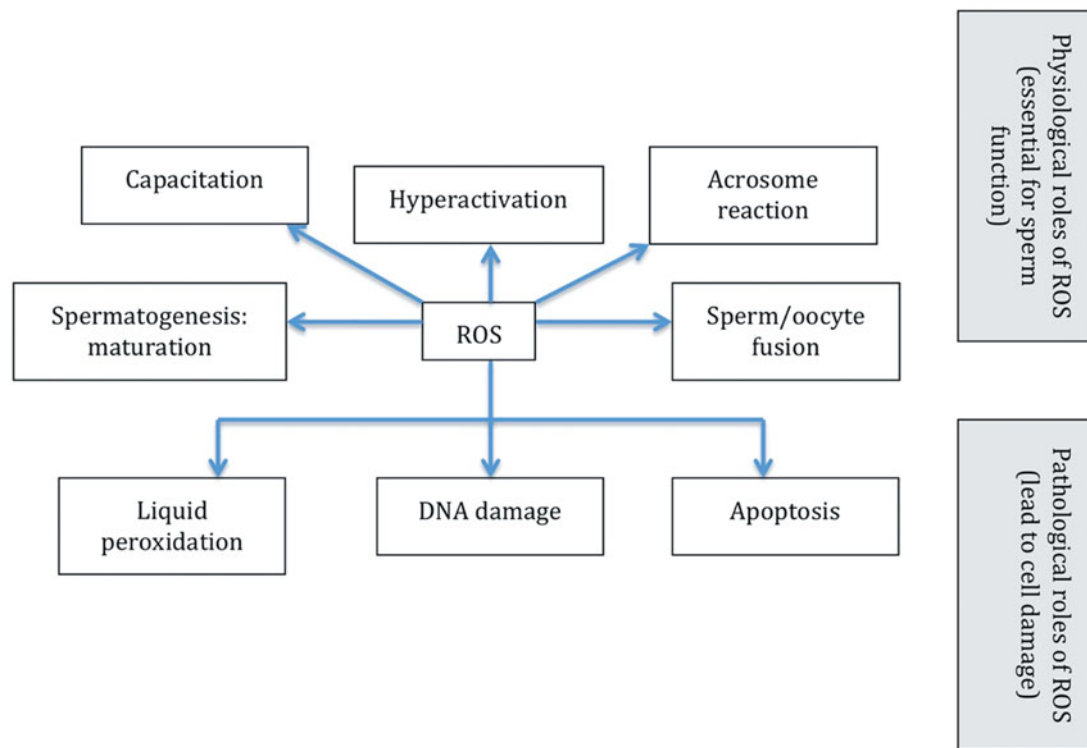 Capacitation
Hyperactivation
Acrosome
reaction
Spermatogenesis:
maturation
ROS
Sperm/oocyte
fusion
Liquid
peroxidation
DNA damage
Apoptosis
Physiological roles of ROS
(essential for sperm
function)
Pathological roles of ROS
(lead to cell damage)